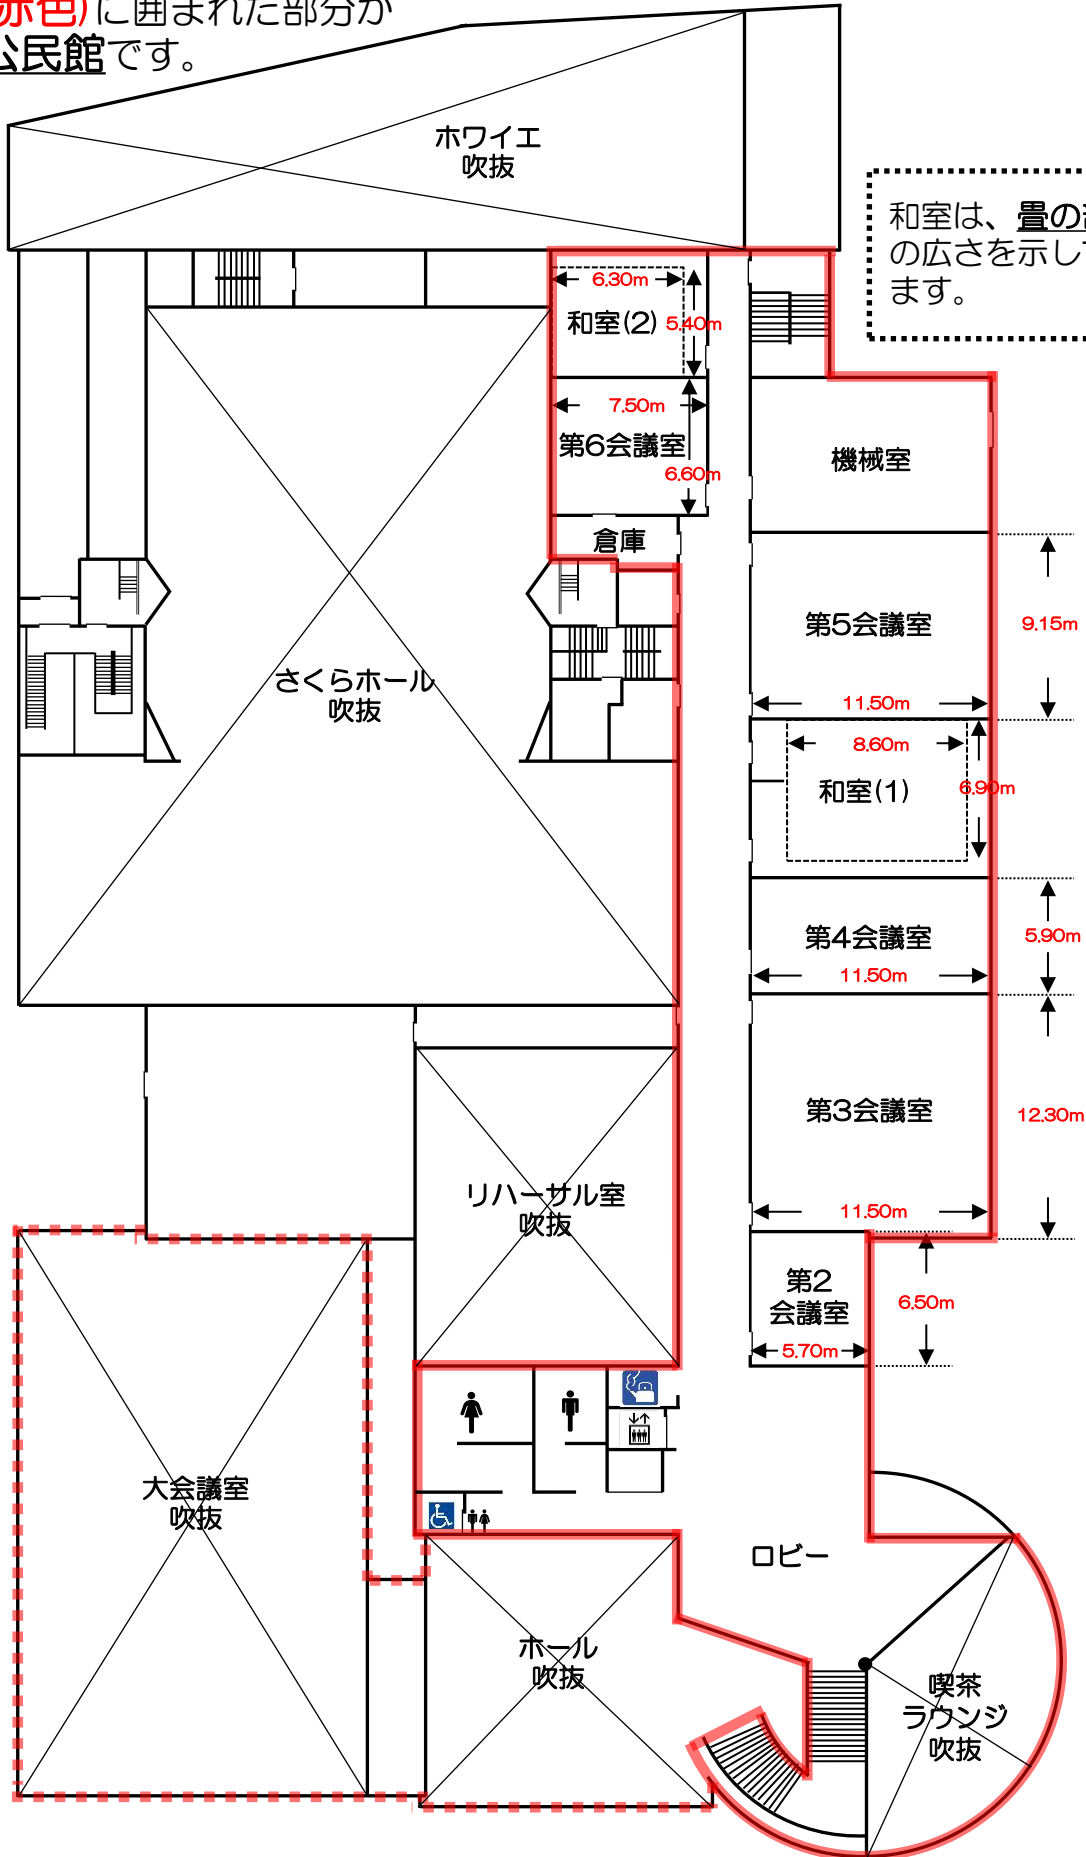 赤色)に囲まれた部分が
公民館です。
ホワイエ
吹抜
和室は、畳の
の広さを示して
ます。
6.30m
和室(2)
5.40m
7.50m
第6会議室
6.60m
倉庫
機械室
第5会議室
9.15m
11.50m
さくらホール
吹抜
8.60m
和室(1)
6.90m
第4会議室
5.90m
11.50m
第3会議室
12.30m
11.50m
リハーサル室
吹抜
第2
会議室
6.50m
5.70m
大会議室
吹抜
ロビー
ホール
吹抜
喫茶
ラウンジ
吹抜